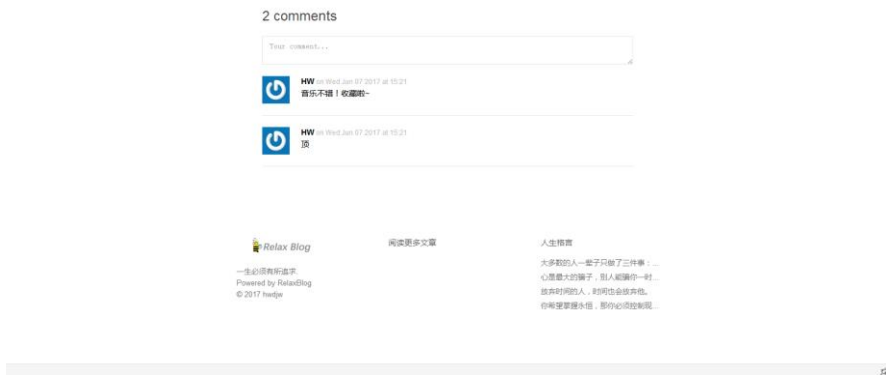 2 comments
Your comment...
HW on Wed Jan 07 2017 at 15:21
音乐不错！收藏啦~
HW on Wed Jan 07 2017 at 15:21
顶
Relax Blog
一生必须有所追求.
Powered by RelaxBlog
© 2017 hwdjw
阅读更多文章
人生格言
大多数的人一辈子只做了三件事：...
心是最大的骗子，别人能骗你一时...
放弃时间的人，时间也会放弃他。
你希望掌握永恒，那你必须控制现...